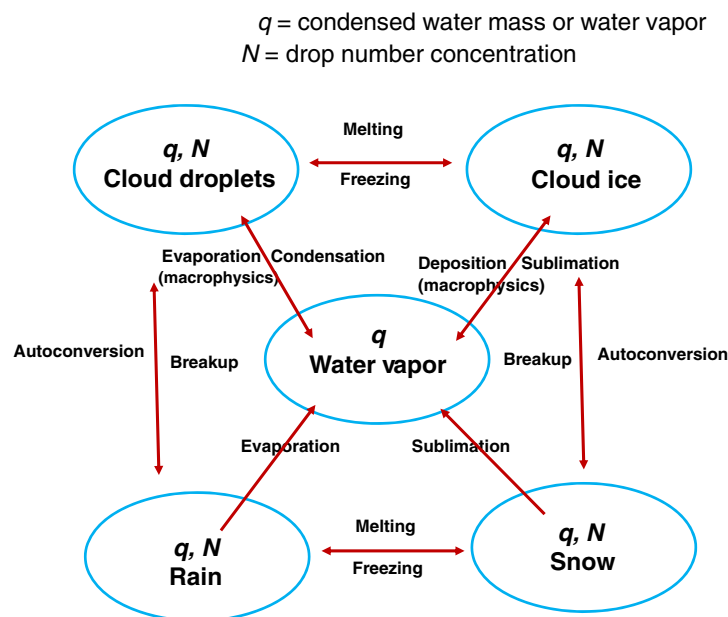 q = condensed water mass or water vapor
N = drop number concentration
q, N
Cloud droplets
Melting
Freezing
q, N
Cloud ice
Evaporation
(macrophysics)
Condensation
Deposition
(macrophysics)
Sublimation
q
Water vapor
Autoconversion
Breakup
Breakup
Autoconversion
Evaporation
Sublimation
q, N
Rain
Melting
Freezing
q, N
Snow